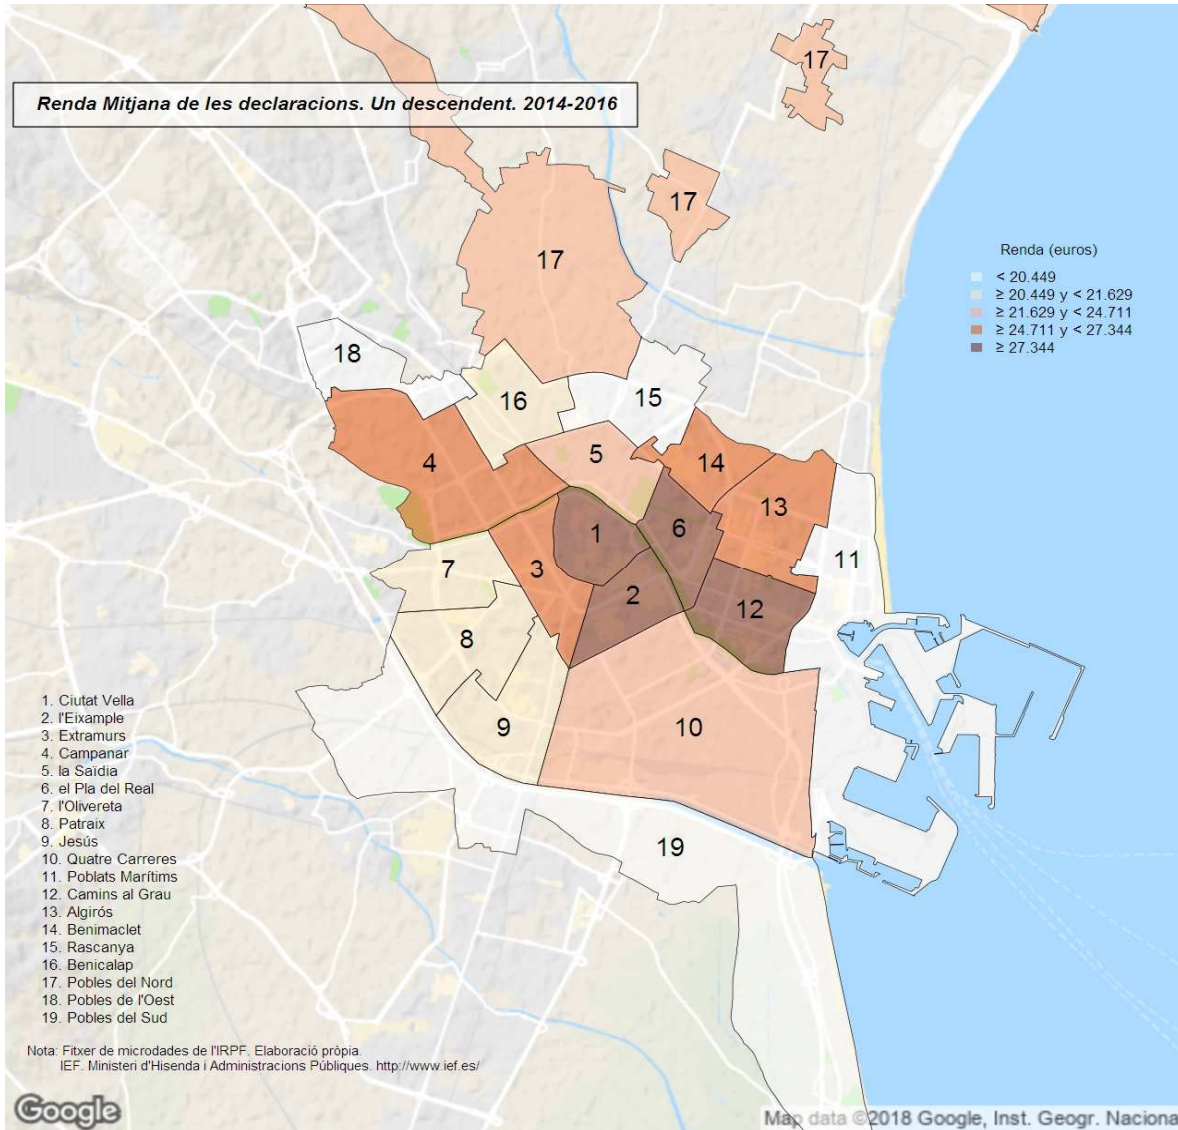 Renda Mitjana de les declaracions. Un descendent. 2014-2016
17
17
17
Renda (euros)
< 20.449
≥ 20.449 y < 21.629
≥ 21.629 y < 24.711
≥ 24.711 y < 27.344
≥ 27.344
18
16
15
5
4
14
13
1
6
11
3
7
2
12
8
9
10
19
1. Ciutat Vella
2. l'Eixample
3. Extramurs
4. Campanar
5. la Saïdia
6. el Pla del Real
7. l'Olivereta
8. Patraix
9. Jesús
10. Quatre Carreres
11. Poblats Marítims
12. Camins al Grau
13. Algirós
14. Benimaclet
15. Rascanya
16. Benicalap
17. Pobles del Nord
18. Pobles de l'Oest
19. Pobles del Sud
Nota: Fitxer de microdades de l'IRPF. Elaboració pròpia.
IEF. Ministeri d'Hisenda i Administracions Públiques. http://www.ief.es/
Google
Map data ©2018 Google, Inst. Geogr. Naciona